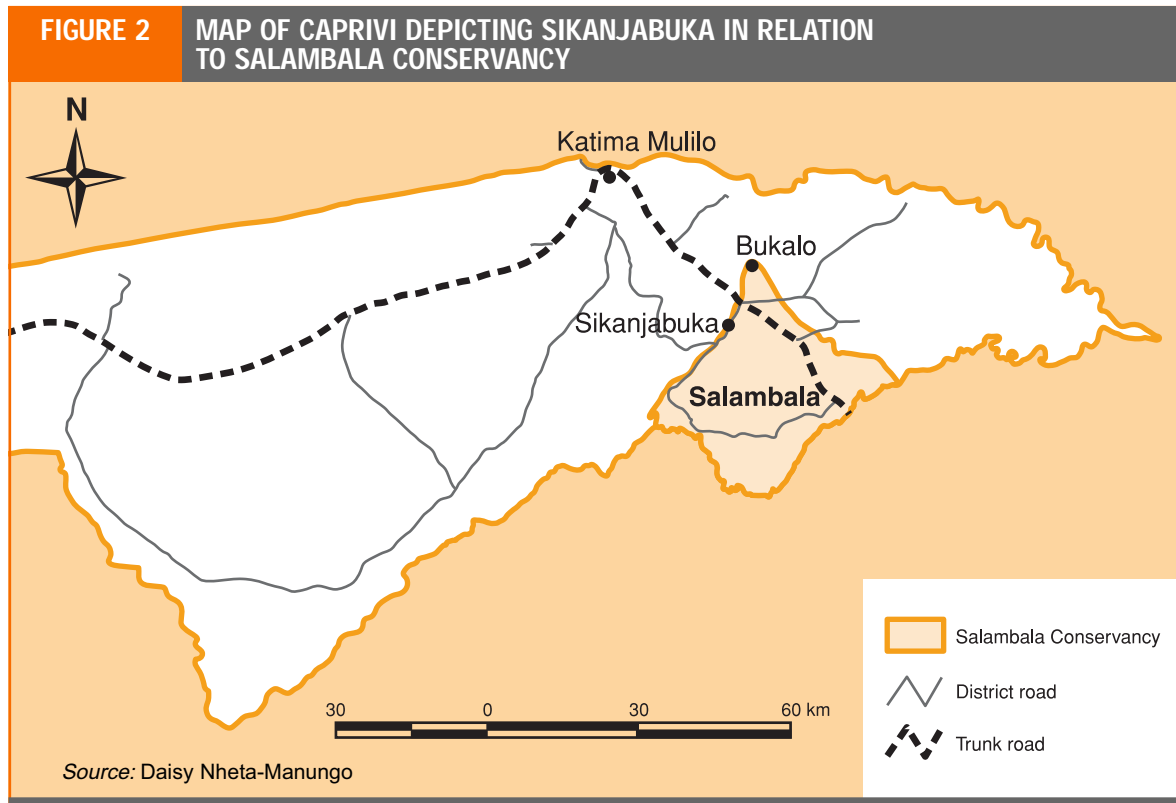 FIGURE 2
MAP OF CAPRIVI DEPICTING SIKANJABUKA IN RELATION
TO SALAMBALA CONSERVANCY
N
Katima Mulilo
Bukalo
Sikanjabuka
Salambala
Salambala Conservancy
District road
Trunk road
30 0 30 60 km
Source: Daisy Nheta-Manungo